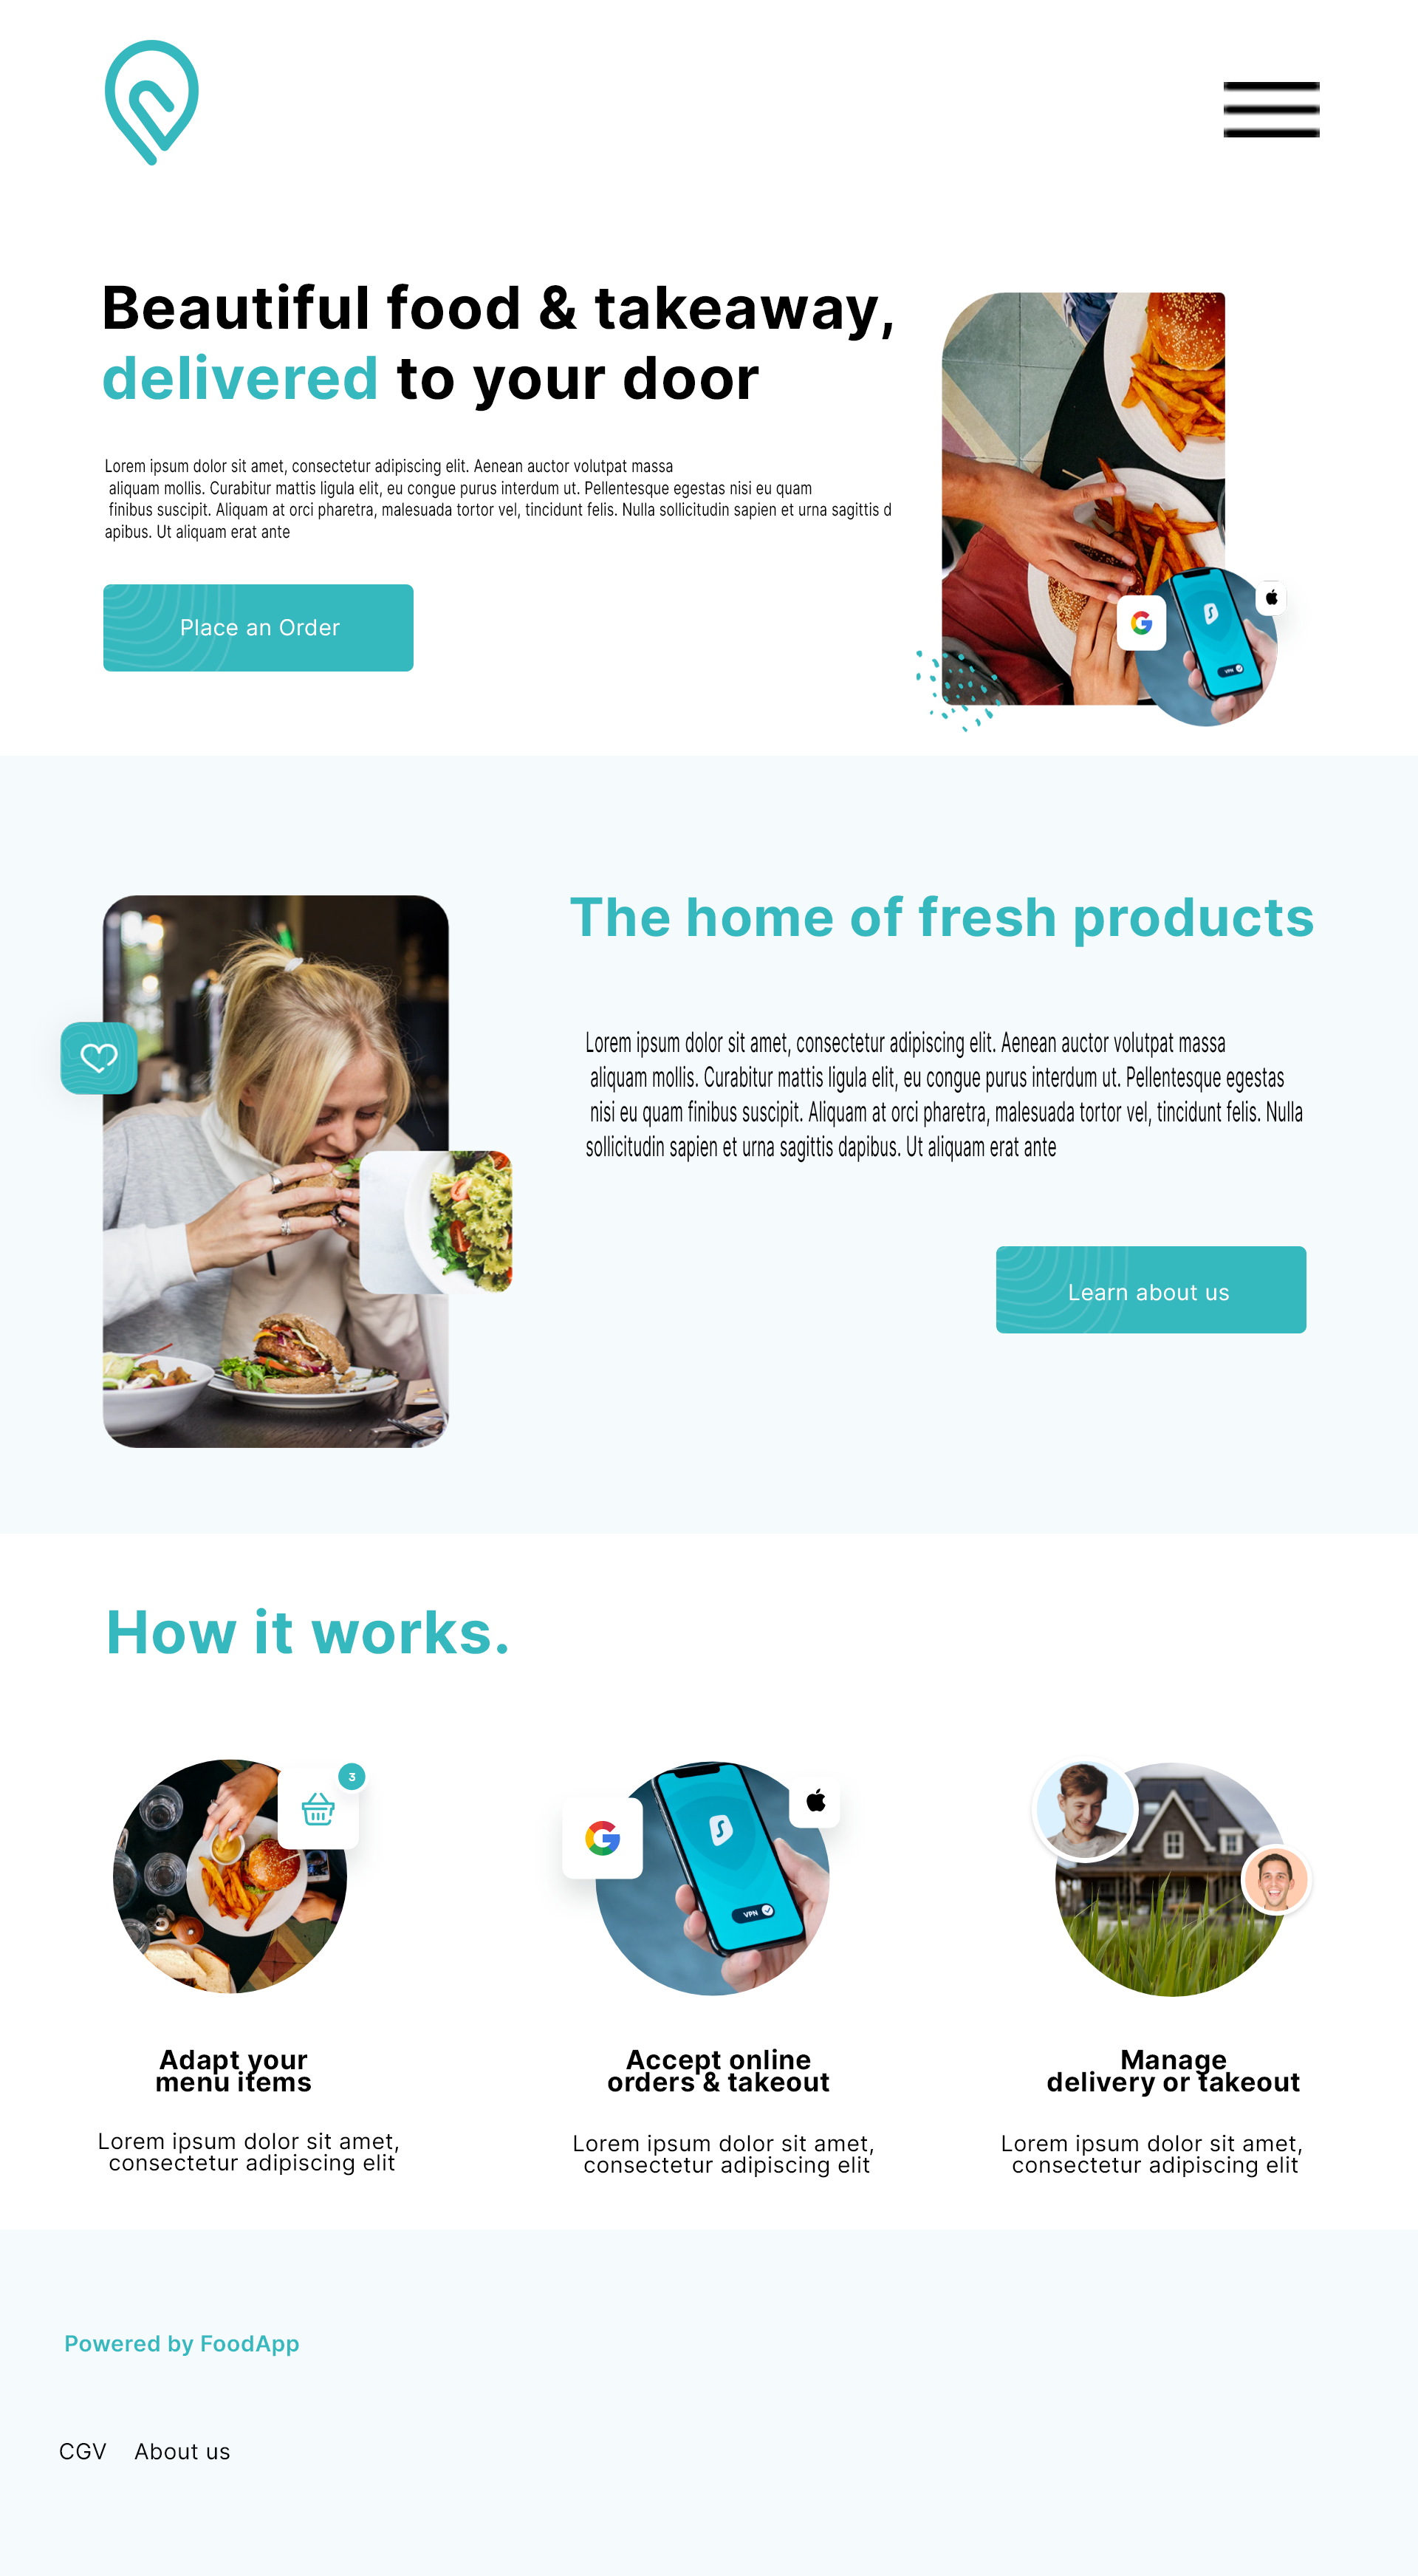 Beautiful food & takeaway,
delivered to your door
Lorem ipsum dolor sit amet, consectetur adipiscing elit. Aenean auctor volutpat massa
aliquam mollis. Curabitur mattis ligula elit, eu congue purus interdum ut. Pellentesque egestas nisi eu quam
finibus suscipit. Aliquam at orci pharetra, malesuada tortor vel, tincidunt felis. Nulla sollicitudin sapien et urna sagittis d
apibus. Ut aliquam erat ante
Place an Order
VPN
The home of fresh products
Lorem ipsum dolor sit amet, consectetur adipiscing elit. Aenean auctor volutpat massa
aliquam mollis. Curabitur mattis ligula elit, eu congue purus interdum ut. Pellentesque egestas
nisi eu quam finibus suscipit. Aliquam at orci pharetra, malesuada tortor vel, tincidunt felis. Nulla
sollicitudin sapien et urna sagittis dapibus. Ut aliquam erat ante
Learn about us
How it works.
3
VPN
Adapt your
menu items
Lorem ipsum dolor sit amet,
consectetur adipiscing elit
Accept online
orders & takeout
Lorem ipsum dolor sit amet,
consectetur adipiscing elit
Manage
delivery or takeout
Lorem ipsum dolor sit amet,
consectetur adipiscing elit
Powered by FoodApp
CGV About us